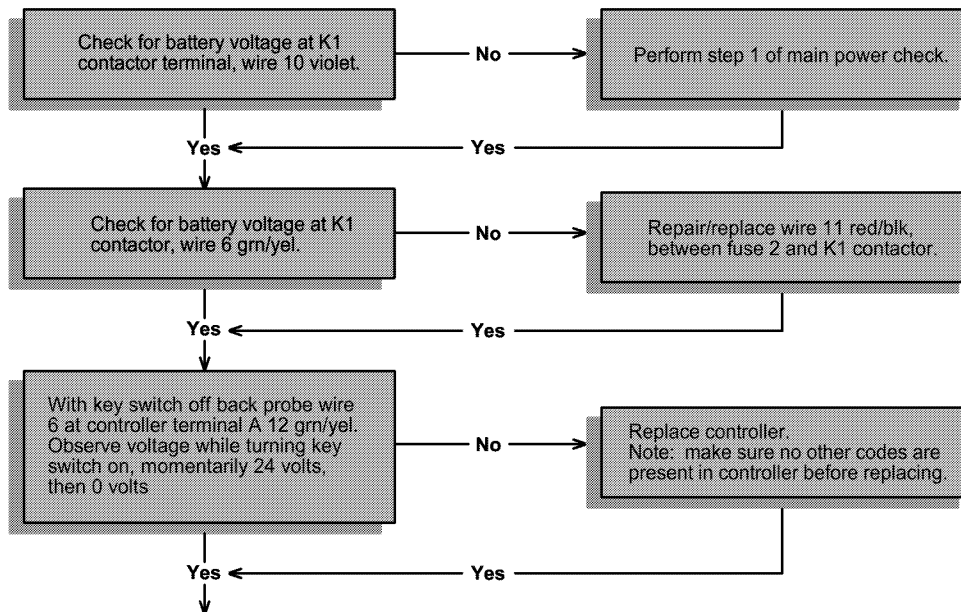 Check for battery voltage at K1
contactor terminal, wire 10 violet.
No
Perform step 1 of main power check.
Yes
Yes
Check for battery voltage at K1
contactor, wire 6 grn/yel.
No
Repair/replace wire 11 red/blk,
between fuse 2 and K1 contactor.
Yes
Yes
With key switch off back probe wire
6 at controller terminal A 12 grn/yel.
Observe voltage while turning key
switch on, momentarily 24 volts,
then 0 volts
No
Replace controller.
Note: make sure no other codes are
present in controller before replacing.
Yes
Yes